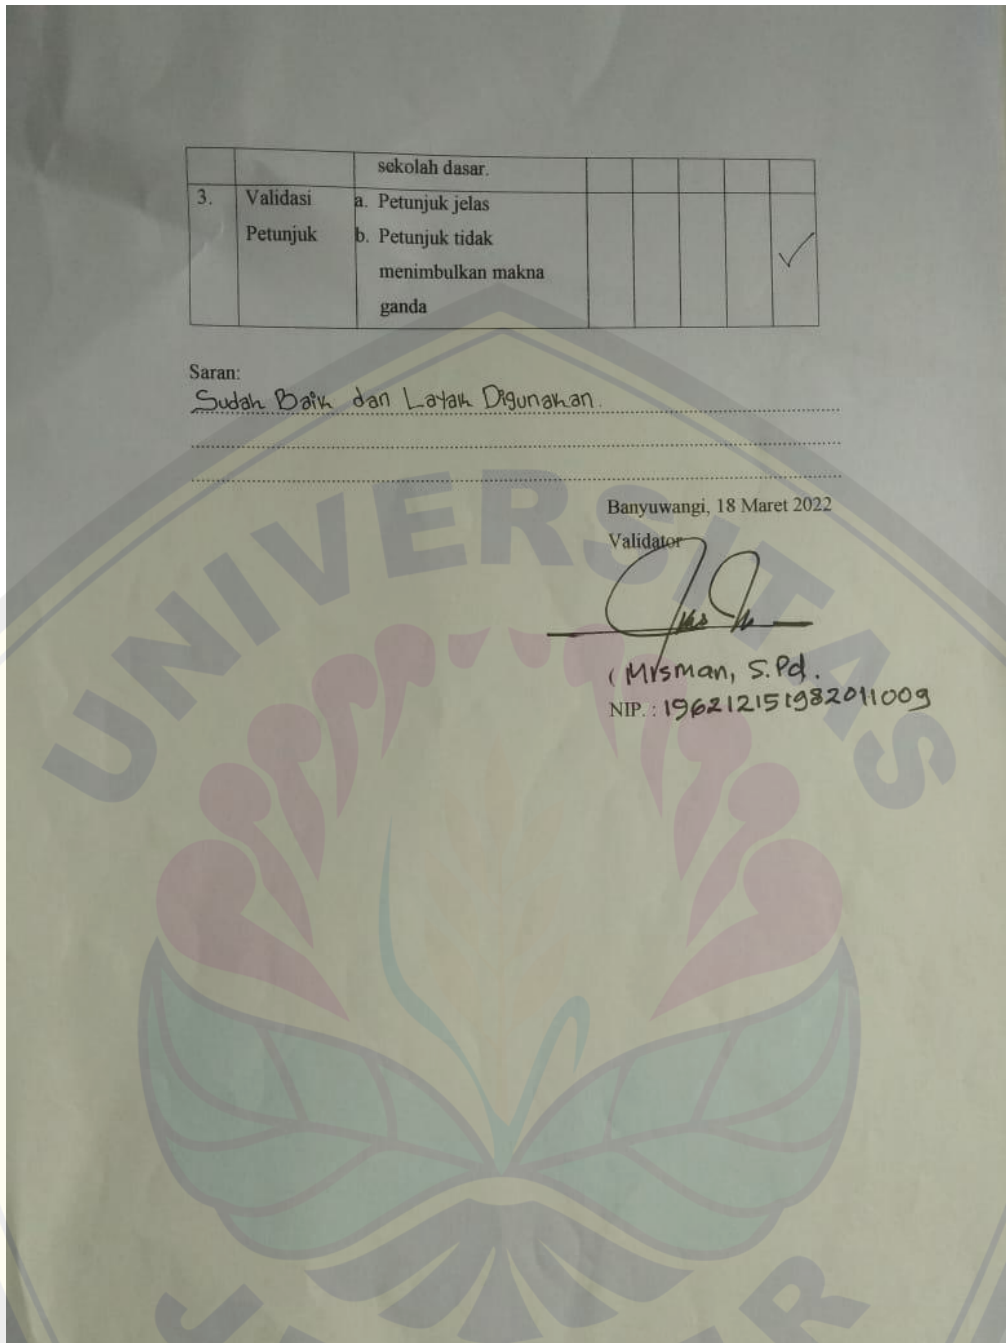 sekolah dasar.
3. Validasi Petunjuk a. Petunjuk jelas
b. Petunjuk tidak
menimbulkan makna
ganda
Saran:
Sudah Baik dan Layak Digunakan.
Banyuwangi, 18 Maret 2022
Validator
( Mrsman, S.Pd.
NIP. : 196212151982011009
UNIVERSITAS